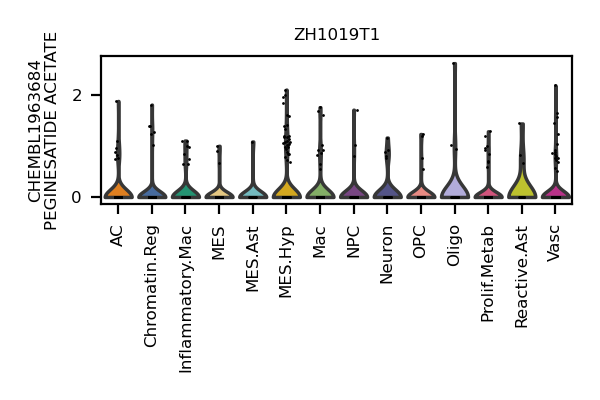 ZH1019T1
CHEMBL1963684
PEGINESATIDE ACETATE
2
0
AC
Chromatin.Reg
Inflammatory.Mac
MES
MES.Ast
MES.Hyp
Mac
NPC
Neuron
OPC
Oligo
Prolif.Metab
Reactive.Ast
Vasc